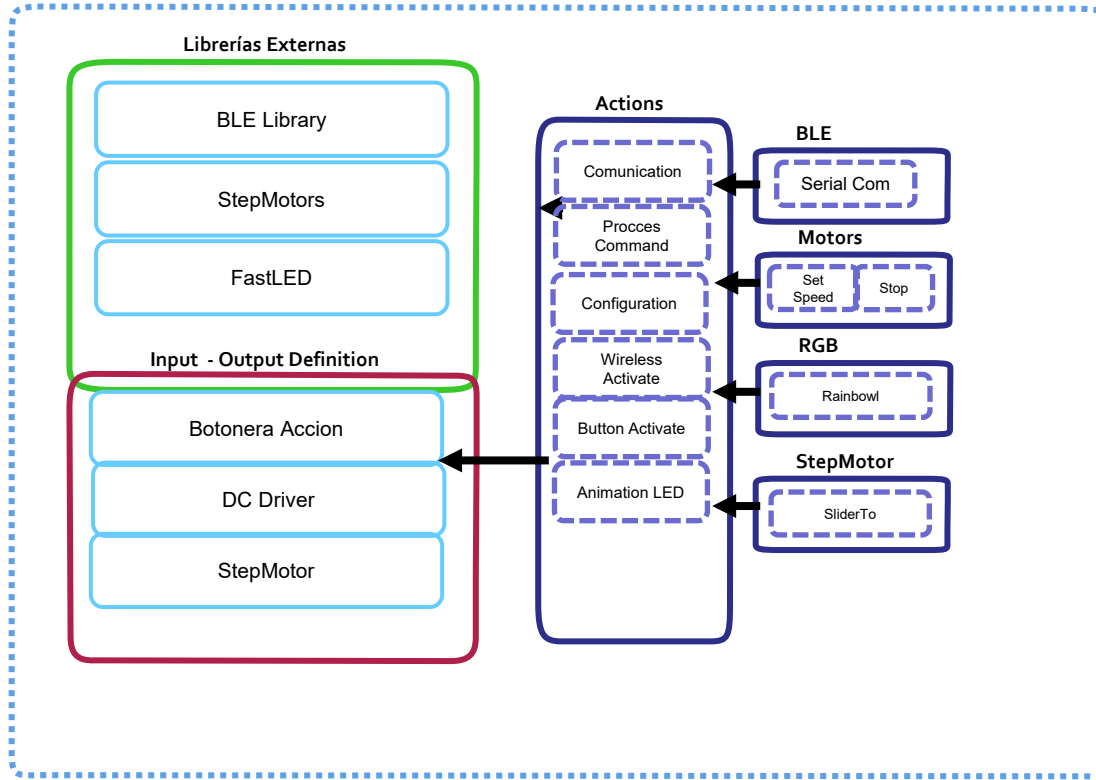 Librerías Externas
BLE Library
StepMotors
FastLED
Input - Output Definition
Botonera Accion
DC Driver
StepMotor
Actions
Comunication
Procces
Command
Configuration
Wireless
Activate
Button Activate
Animation LED
BLE
Serial Com
Motors
Set
Speed
Stop
RGB
Rainbowl
StepMotor
SliderTo